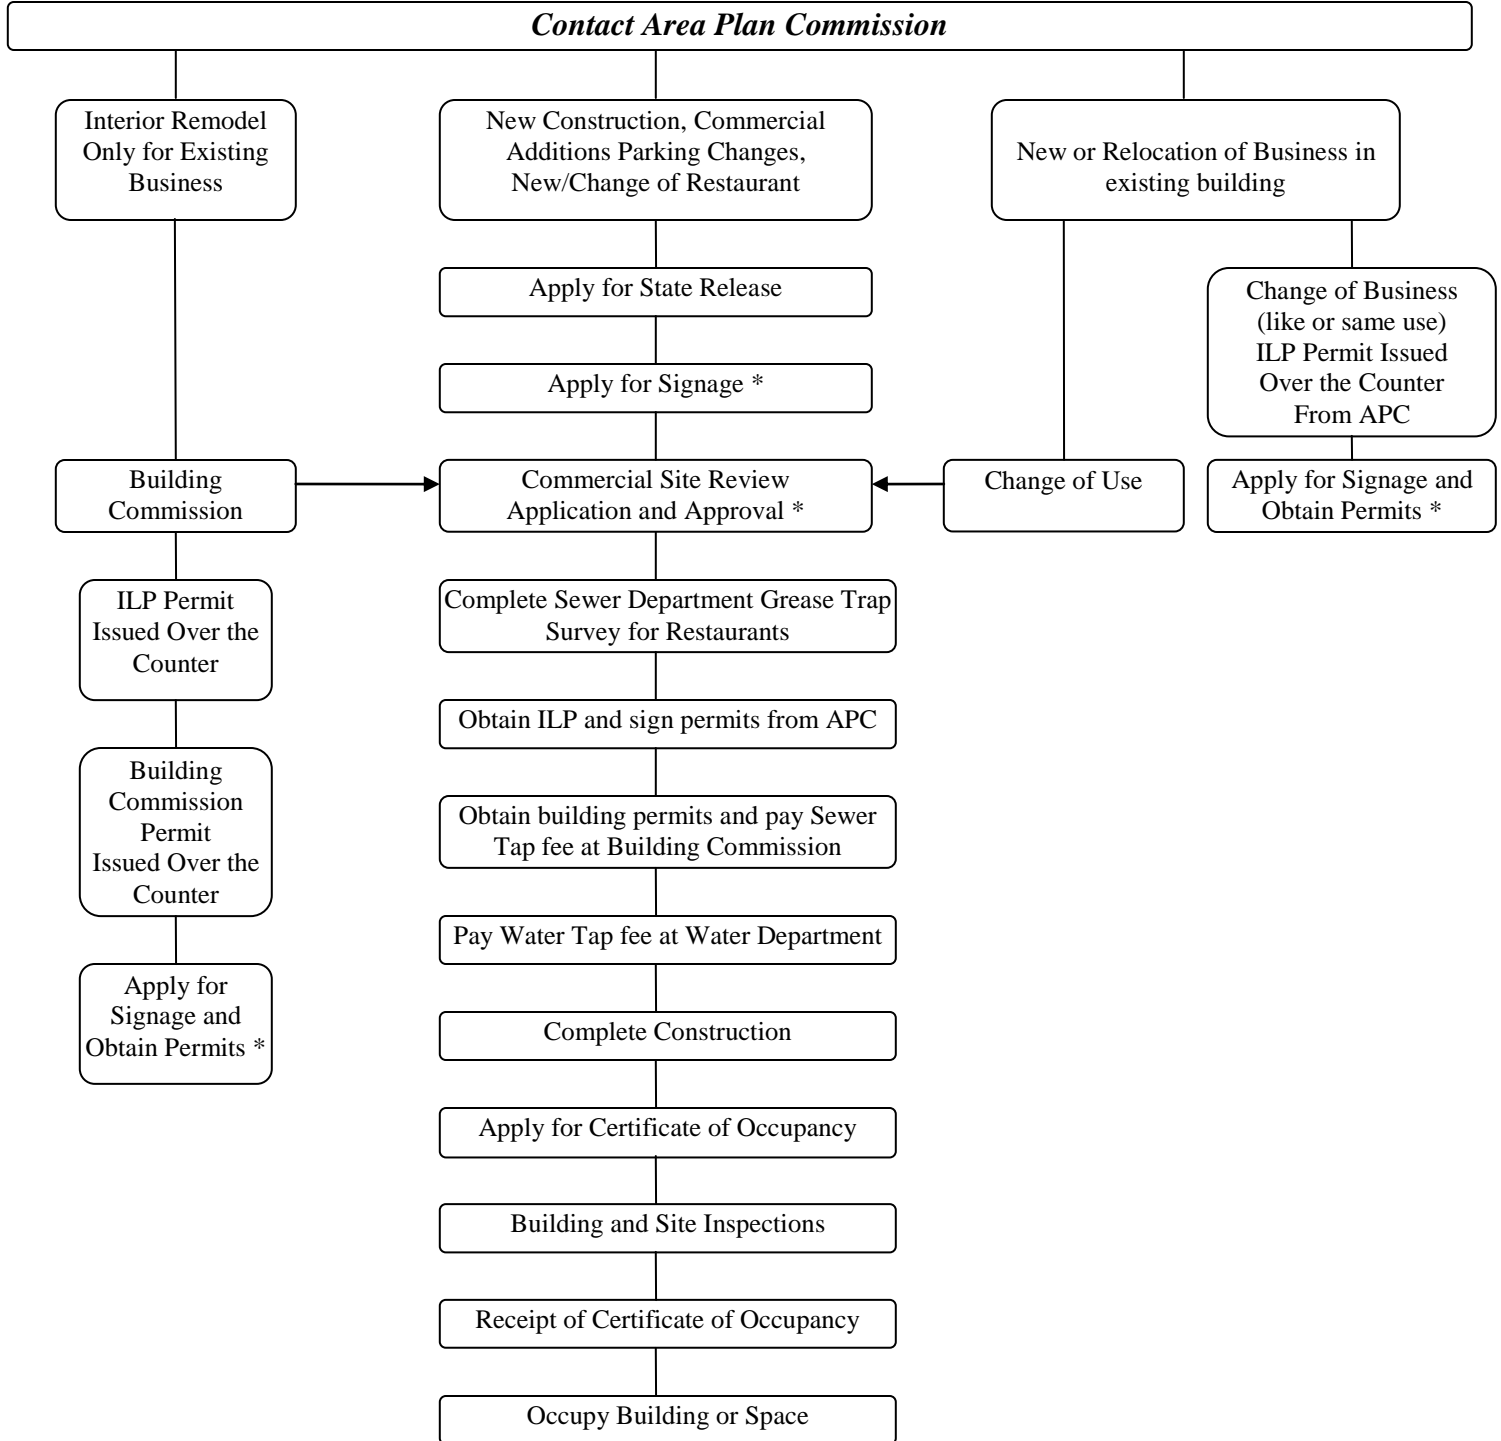 Contact Area Plan Commission
Interior Remodel
Only for Existing
Business
New Construction, Commercial
Additions Parking Changes,
New/Change of Restaurant
New or Relocation of Business in
existing building
Apply for State Release
Change of Business
(like or same use)
ILP Permit Issued
Over the Counter
From APC
Apply for Signage *
Building
Commission
Commercial Site Review
Application and Approval *
Change of Use
Apply for Signage and
Obtain Permits *
ILP Permit
Issued Over the
Counter
Complete Sewer Department Grease Trap
Survey for Restaurants
Obtain ILP and sign permits from APC
Building
Commission
Permit
Issued Over the
Counter
Obtain building permits and pay Sewer
Tap fee at Building Commission
Pay Water Tap fee at Water Department
Apply for
Signage and
Obtain Permits *
Complete Construction
Apply for Certificate of Occupancy
Building and Site Inspections
Receipt of Certificate of Occupancy
Occupy Building or Space